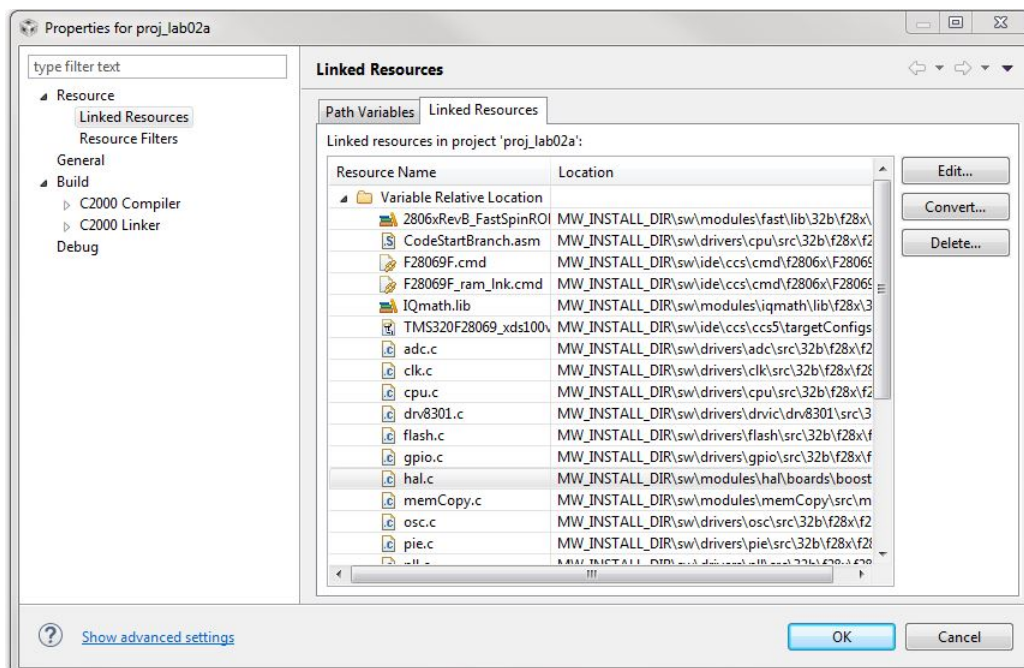 Properties for proj_lab02a
type filter text
Resource
Linked Resources
Resource Filters
General
Build
C2000 Compiler
C2000 Linker
Debug
Linked Resources
Path Variables Linked Resources
Linked resources in project 'proj_lab02a':
Resource Name Location
Variable Relative Location
2806xRevB_FastSpinROI MW_INSTALL_DIR\sw\modules\fast\lib\32b\f28x\
CodeStartBranch.asm MW_INSTALL_DIR\sw\drivers\cpu\src\32b\f28x\f2
F28069F.cmd MW_INSTALL_DIR\sw\ide\ccs\cmd\f2806x\F28069
F28069F_ram_lnk.cmd MW_INSTALL_DIR\sw\ide\ccs\cmd\f2806x\F28069
IQmath.lib MW_INSTALL_DIR\sw\modules\iqmath\lib\f28x\3
TMS320F28069_xds100v MW_INSTALL_DIR\sw\ide\ccs\ccs5\targetConfigs
adc.c MW_INSTALL_DIR\sw\drivers\adc\src\32b\f28x\f2
clk.c MW_INSTALL_DIR\sw\drivers\clk\src\32b\f28x\f28
cpu.c MW_INSTALL_DIR\sw\drivers\cpu\src\32b\f28x\f2
drv8301.c MW_INSTALL_DIR\sw\drivers\drvic\drv8301\src\3
flash.c MW_INSTALL_DIR\sw\drivers\flash\src\32b\f28x\f
gpio.c MW_INSTALL_DIR\sw\drivers\gpio\src\32b\f28x\f
hal.c MW_INSTALL_DIR\sw\modules\hal\boards\boost
memCopy.c MW_INSTALL_DIR\sw\modules\memCopy\src\m
osc.c MW_INSTALL_DIR\sw\drivers\osc\src\32b\f28x\f2
pie.c MW_INSTALL_DIR\sw\drivers\pie\src\32b\f28x\f28
Edit...
Convert...
Delete...
Show advanced settings
OK Cancel